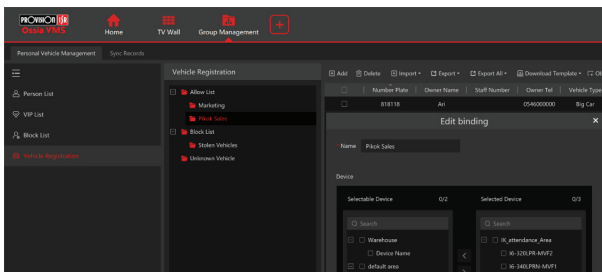 PROVISION ISR
Ossia VMS
Home
TV Wall
Group Management
Personal Vehicle Management
Sync Records
Person List
VIP List
Block List
Vehicle Registration
Vehicle Registration
Allow List
Marketing
Pikok Sales
Block List
Stolen Vehicles
Unknown Vehicle
Add Delete Import Export Export All Download Template
Number Plate Owner Name Staff Number Owner Tel Vehicle Type
818118 Ari 0546000000 Big Car
Edit binding
* Name Pikok Sales
Device
Selectable Device 0/2
Search
Warehouse
Device Name
default area
Selected Device 0/3
Search
IK_attendance_Area
I6-320LPR-MVF2
I6-340LPRN-MVF1